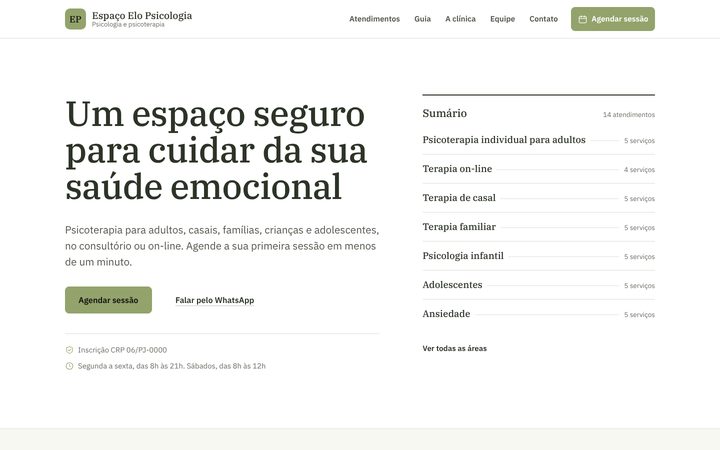 EP
Espaço Elo Psicologia
Psicologia e psicoterapia
Atendimentos
Guia
A clínica
Equipe
Contato
Agendar sessão
Um espaço seguro
para cuidar da sua
saúde emocional
Psicoterapia para adultos, casais, famílias, crianças e adolescentes,
no consultório ou on-line. Agende a sua primeira sessão em menos
de um minuto.
Agendar sessão
Falar pelo WhatsApp
Inscrição CRP 06/PJ-0000
Segunda a sexta, das 8h às 21h. Sábados, das 8h às 12h
Sumário
14 atendimentos
Psicoterapia individual para adultos
5 serviços
Terapia on-line
4 serviços
Terapia de casal
5 serviços
Terapia familiar
5 serviços
Psicologia infantil
5 serviços
Adolescentes
5 serviços
Ansiedade
5 serviços
Ver todas as áreas